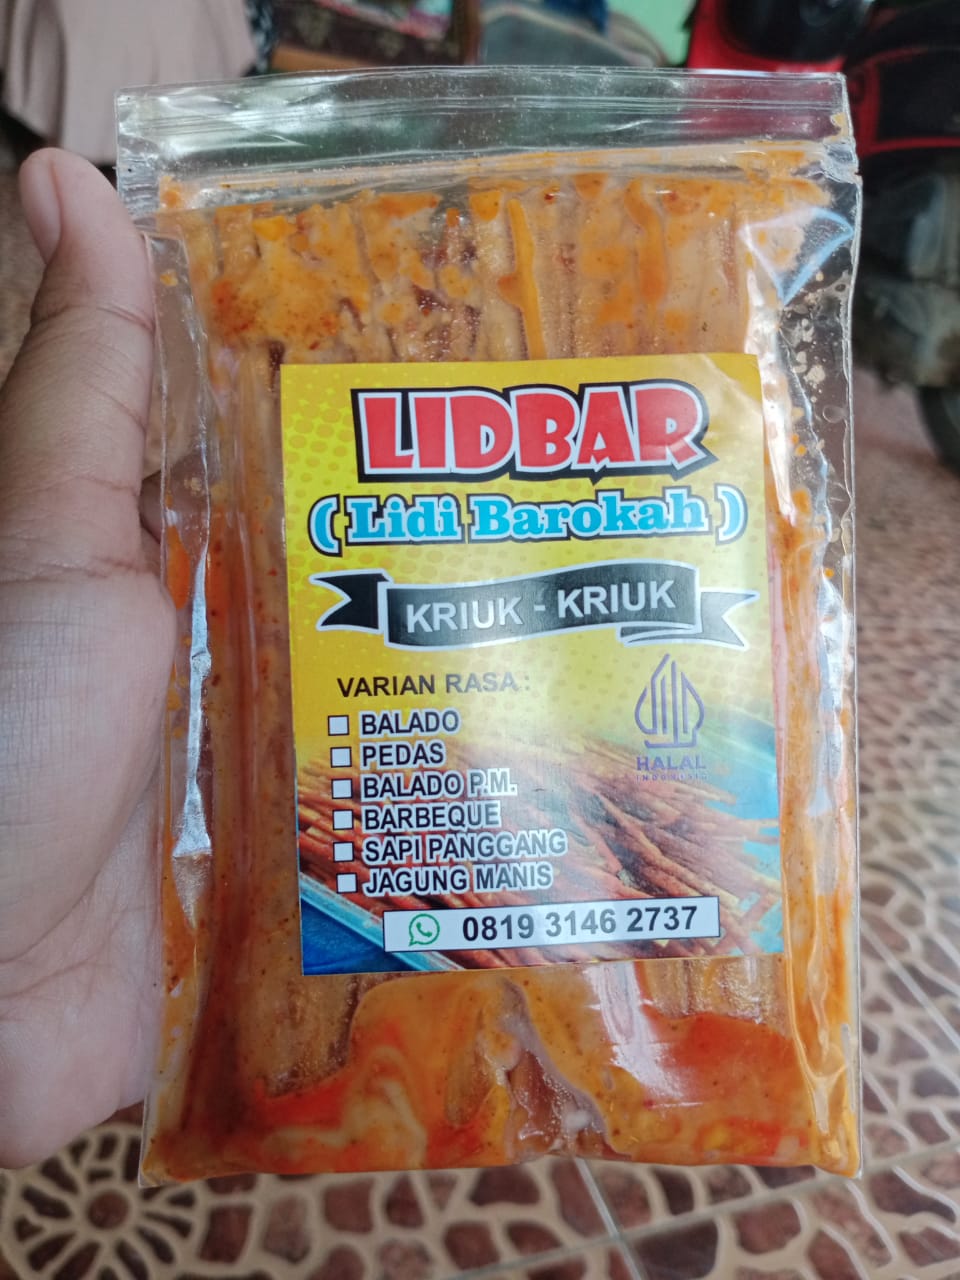 LIDBAR
(Lidi Barokah)
KRIUK - KRIUK
VARIAN RASA :
BALADO
PEDAS
BALADO P.M.
BARBEQUE
SAPI PANGGANG
JAGUNG MANIS
HALAL
INDONESIA
0819 3146 2737